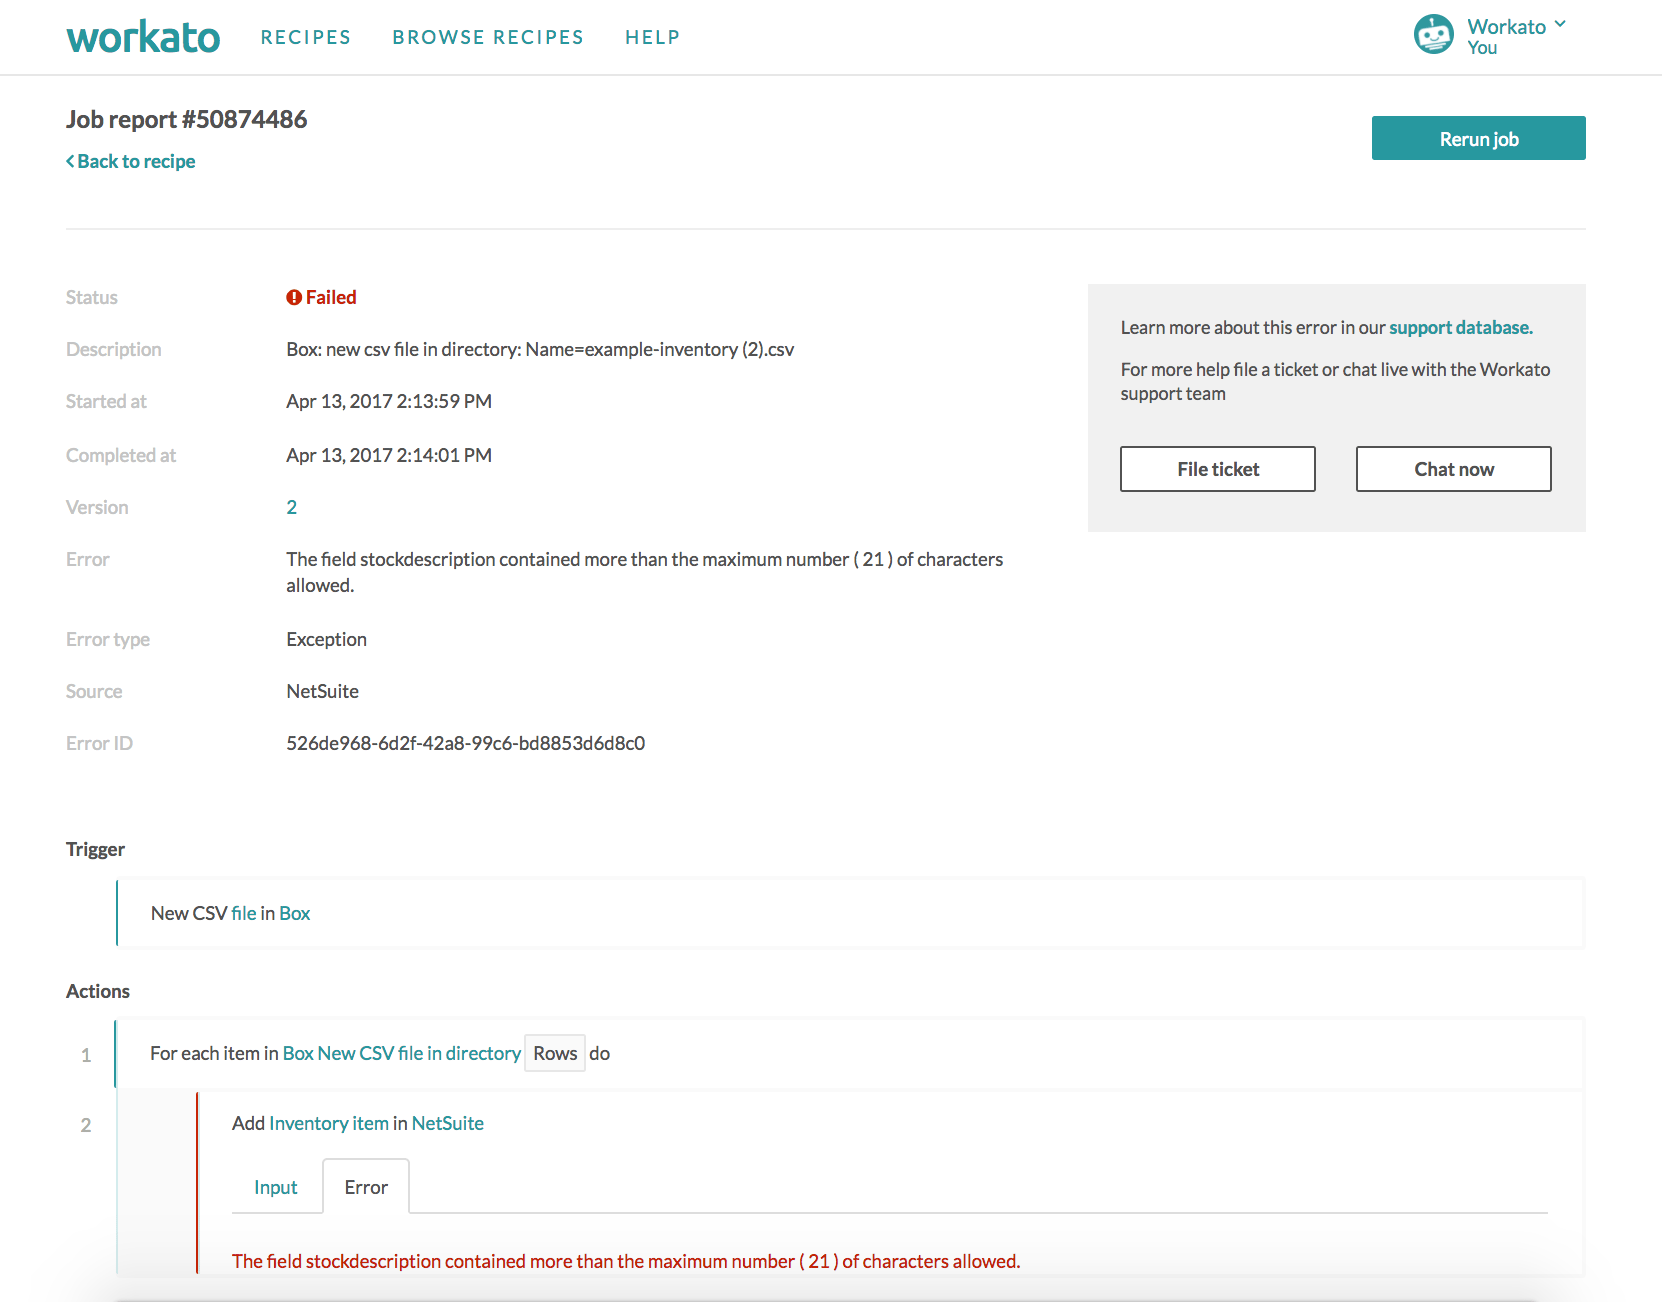 workato RECIPES BROWSE RECIPES HELP Workato
You
Job report #50874486
Rerun job
Back to recipe
Status Failed
Description Box: new csv file in directory: Name=example-inventory (2).csv
Started at Apr 13, 2017 2:13:59 PM
Completed at Apr 13, 2017 2:14:01 PM
Version 2
Error The field stockdescription contained more than the maximum number ( 21 ) of characters
allowed.
Error type Exception
Source NetSuite
Error ID 526de968-6d2f-42a8-99c6-bd8853d6d8c0
Learn more about this error in our support database.
For more help file a ticket or chat live with the Workato
support team
File ticket Chat now
Trigger
New CSV file in Box
Actions
1 For each item in Box New CSV file in directory Rows do
2 Add Inventory item in NetSuite
Input Error
The field stockdescription contained more than the maximum number ( 21 ) of characters allowed.